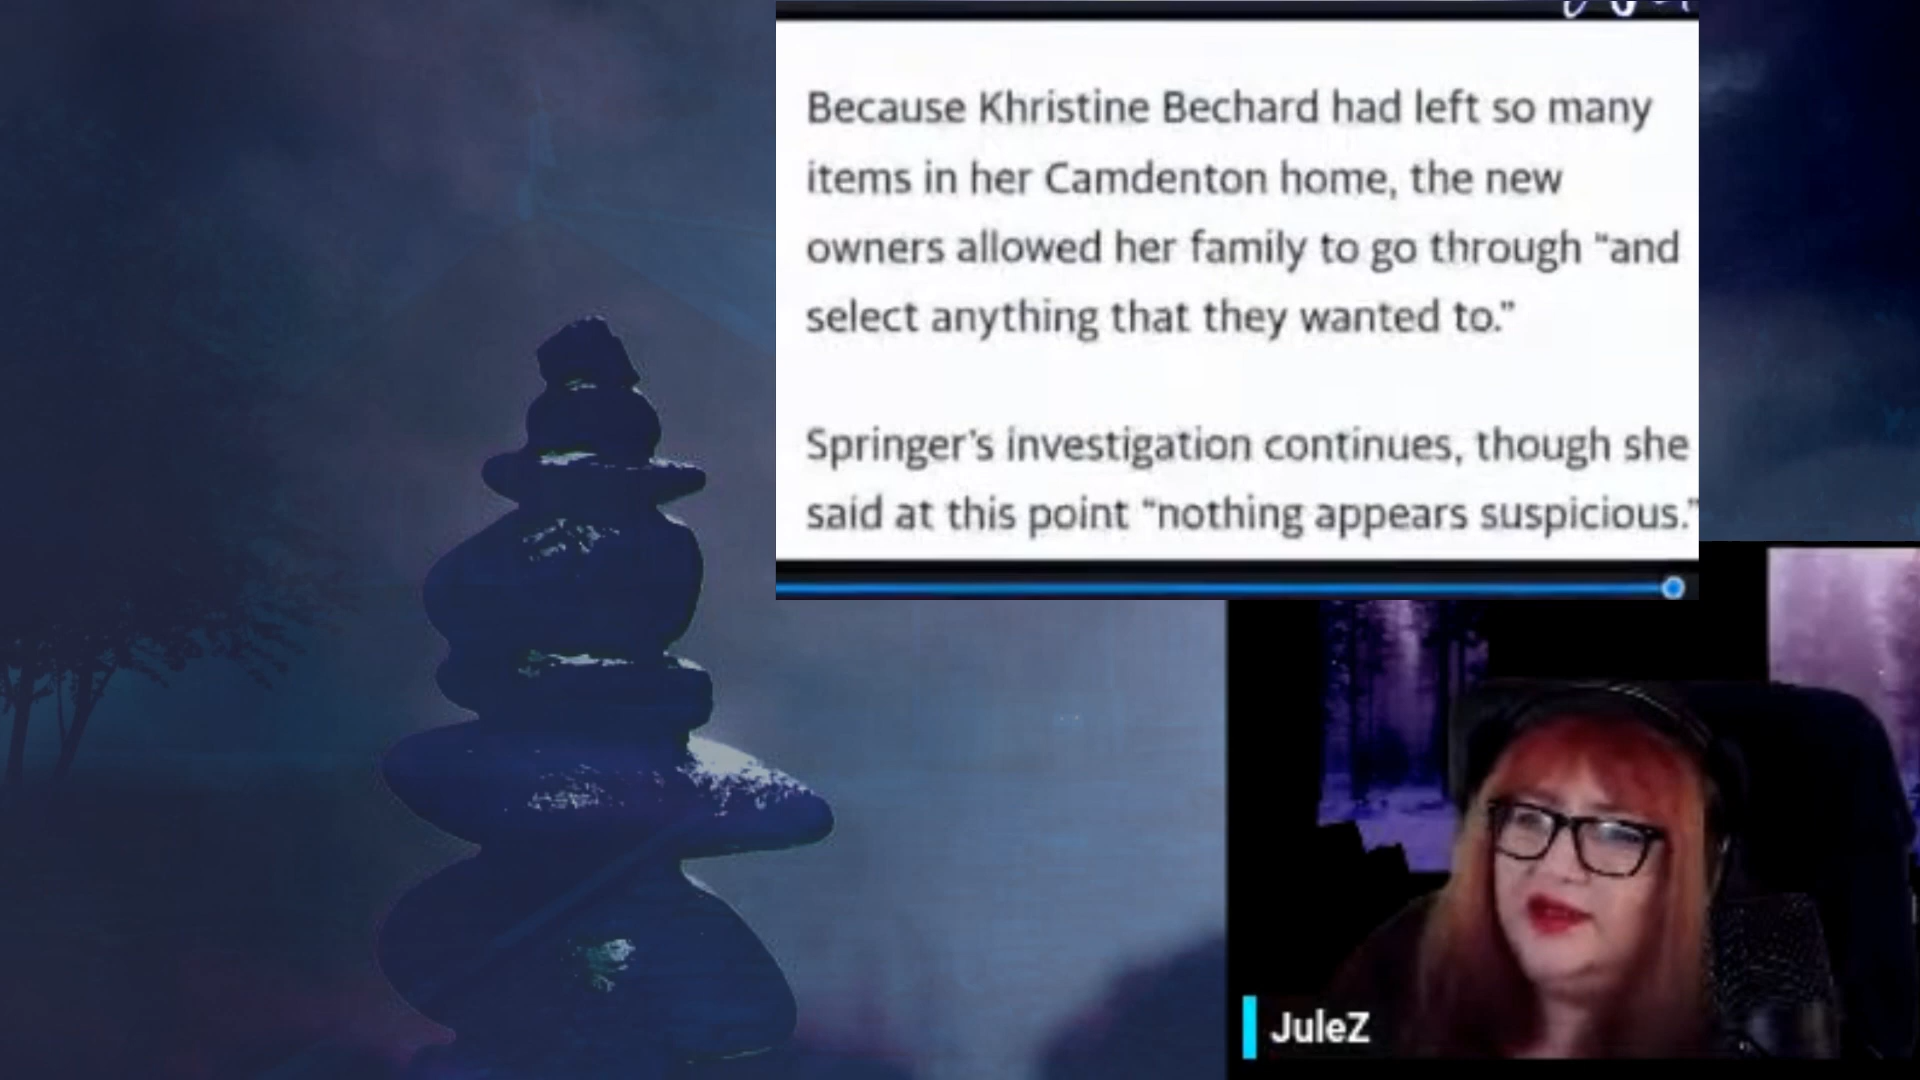 Because Khristine Bechard had left so many
items in her Camdenton home, the new
owners allowed her family to go through “and
select anything that they wanted to.”
Springer’s investigation continues, though she
said at this point “nothing appears suspicious.”
JuleZ